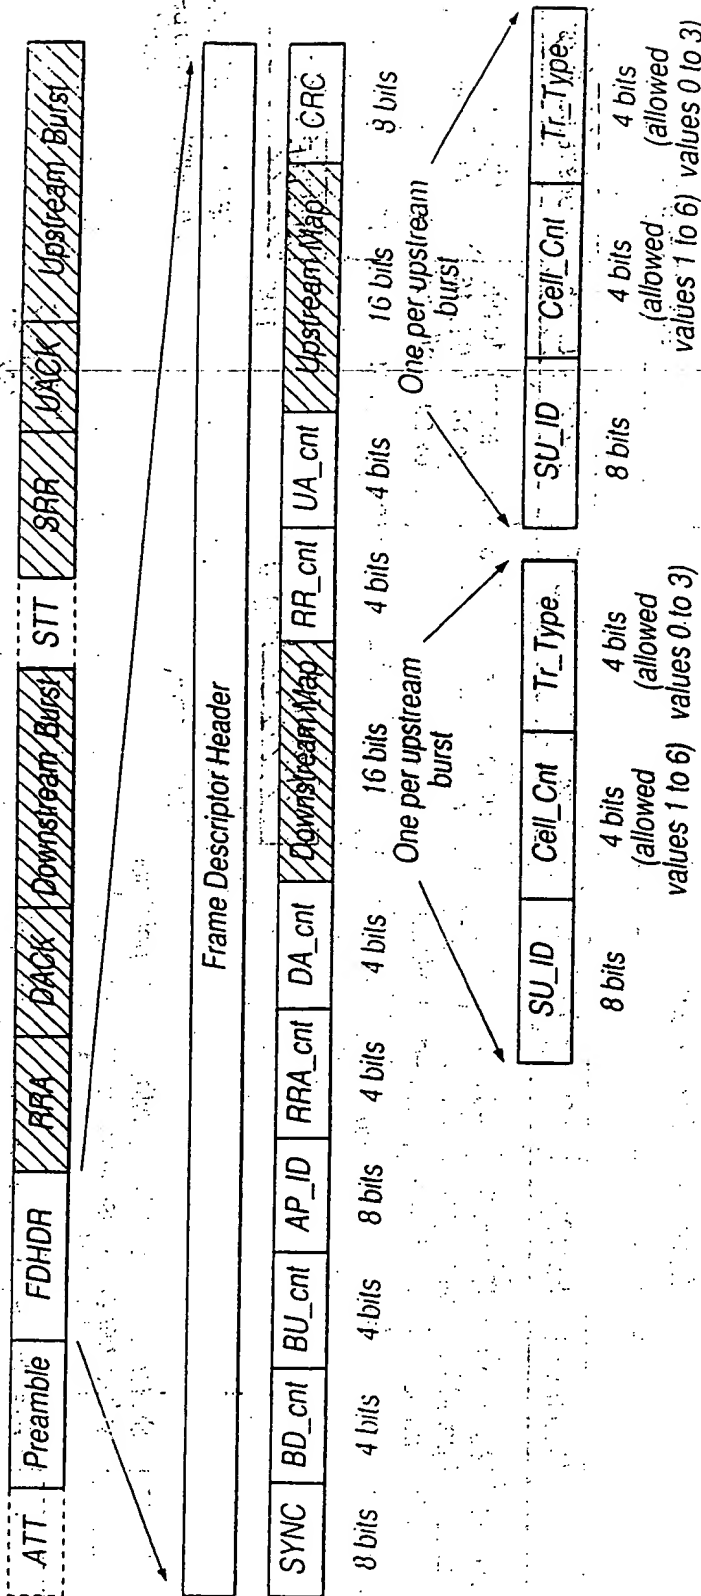 ATT Preamble FDHDR RRA DACK Downstream Burst STT SRR UACK Upstream Burst
Frame Descriptor Header
SYNC BD_cnt BU_cnt AP_ID RRA_cnt DA_cnt Downstream Map RR_cnt UA_cnt Upstream Map CRC
8 bits 4 bits 4 bits 8 bits 4 bits 4 bits 16 bits 4 bits 4 bits 16 bits 8 bits
One per upstream
burst
One per upstream
burst
SU_ID Cell_Cnt Tr_Type SU_ID Cell_Cnt Tr_Type
8 bits 4 bits 4 bits 8 bits 4 bits 4 bits
(allowed (allowed (allowed (allowed
values 1 to 6) values 0 to 3) values 1 to 6) values 0 to 3)